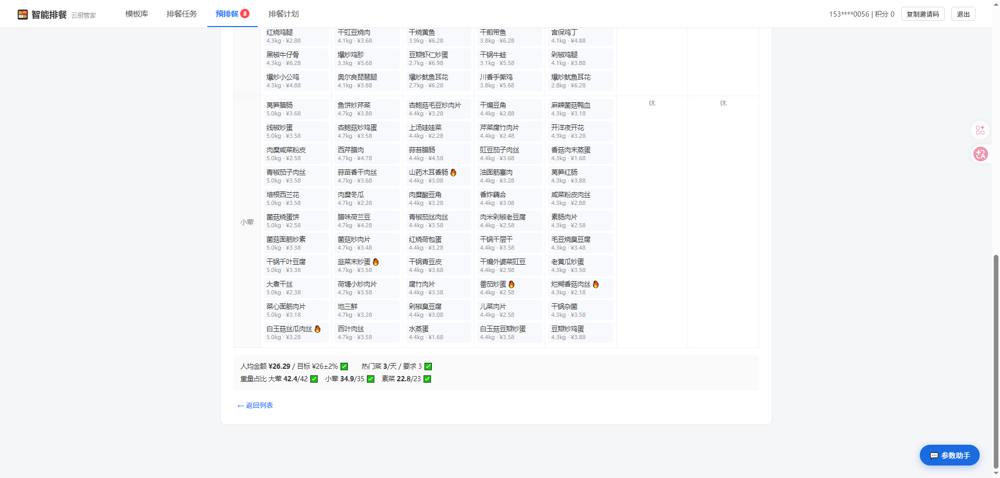 智能排餐 云厨管家 模板库 排餐任务 预排餐 3 排餐计划 153****0056 | 积分 0 复制邀请码 退出
红烧鸡腿 干豇豆烧肉 干烧黄鱼 干煎带鱼 宫保鸡丁
4.3kg · ¥2.88 4.1kg · ¥3.68 3.9kg · ¥6.28 3.8kg · ¥6.28 4.1kg · ¥4.88
黑椒牛仔骨 爆炒鸡胗 豆瓣虾仁炒蛋 干锅牛蛙 剁椒鸡腿
4.3kg · ¥6.28 3.3kg · ¥5.68 2.7kg · ¥6.98 3.1kg · ¥5.58 4.1kg · ¥3.88
爆炒小公鸡 奥尔良琵琶腿 爆炒鱿鱼耳花 川香手撕鸡 爆炒鱿鱼耳花
4.3kg · ¥4.88 4.1kg · ¥3.88 2.7kg · ¥6.28 3.8kg · ¥5.68 2.8kg · ¥6.28
莴笋腊肠 鱼饼炒芹菜 杏鲍菇毛豆炒肉片 干煸豆角 麻辣菌菇鸭血 休 休
5.0kg · ¥3.68 4.7kg · ¥3.88 4.4kg · ¥3.28 4.4kg · ¥2.88 4.3kg · ¥3.18
线椒炒蛋 杏鲍菇炒鸡蛋 上汤娃娃菜 芹菜腐竹肉片 开洋夜开花
5.0kg · ¥3.58 4.7kg · ¥3.58 4.4kg · ¥2.28 4.4kg · ¥2.48 4.3kg · ¥3.28
肉糜咸菜粉皮 西芹腊肉 蒜苔腊肠 豇豆茄子肉丝 香菇肉末蒸蛋
5.0kg · ¥2.58 4.7kg · ¥4.78 4.4kg · ¥4.58 4.4kg · ¥3.68 4.3kg · ¥1.68
青椒茄子肉丝 蒜苗香干肉丝 山药木耳香肠🔥 油面筋塞肉 莴笋红肠
5.0kg · ¥3.58 4.7kg · ¥3.68 4.4kg · ¥3.08 4.4kg · ¥3.28 4.3kg · ¥3.88
培根西兰花 肉糜冬瓜 肉糜酸豆角 香炸藕合 咸菜粉皮肉丝
5.0kg · ¥3.58 4.7kg · ¥2.28 4.4kg · ¥3.28 4.4kg · ¥3.08 4.3kg · ¥2.88
小荤 菌菇烧蛋饼 腊味荷兰豆 青椒茄丝肉丝 肉米剁椒老豆腐 素肠肉片
5.0kg · ¥2.58 4.7kg · ¥4.28 4.4kg · ¥3.58 4.4kg · ¥2.58 4.3kg · ¥2.58
菌菇面筋炒素 菌菇炒肉片 红烧荷包蛋 干锅千层干 毛豆烧臭豆腐
5.0kg · ¥3.38 4.7kg · ¥3.48 4.4kg · ¥3.28 4.4kg · ¥3.58 4.3kg · ¥3.48
干锅千叶豆腐 韭菜末炒蛋🔥 干锅青豆皮 干煸外婆菜豇豆 老黄瓜炒蛋
5.0kg · ¥3.38 4.7kg · ¥3.58 4.4kg · ¥3.68 4.4kg · ¥2.98 4.3kg · ¥3.58
大煮干丝 荷塘小炒肉片 腐竹肉片 番茄炒蛋🔥 烂糊香菇肉丝🔥
5.0kg · ¥2.38 4.7kg · ¥3.58 4.4kg · ¥3.38 4.4kg · ¥2.58 4.3kg · ¥2.18
菜心面筋肉片 地三鲜 剁椒臭豆腐 儿菜肉片 干锅杂菌
5.0kg · ¥3.18 4.7kg · ¥3.28 4.4kg · ¥3.08 4.4kg · ¥2.58 4.3kg · ¥3.58
白玉菇丝瓜肉丝🔥 百叶肉丝 水蒸蛋 白玉菇豆瓣炒蛋 豆瓣炒鸡蛋
5.0kg · ¥3.28 4.7kg · ¥3.58 4.4kg · ¥1.68 4.4kg · ¥3.58 4.3kg · ¥3.88
人均金额 ¥26.29 / 目标 ¥26±2% ✅ 热门菜 3/天 / 要求 3 ✅
重量占比 大荤 42.4/42 ✅ 小荤 34.9/35 ✅ 素菜 22.8/23 ✅
← 返回列表
💬 参数助手